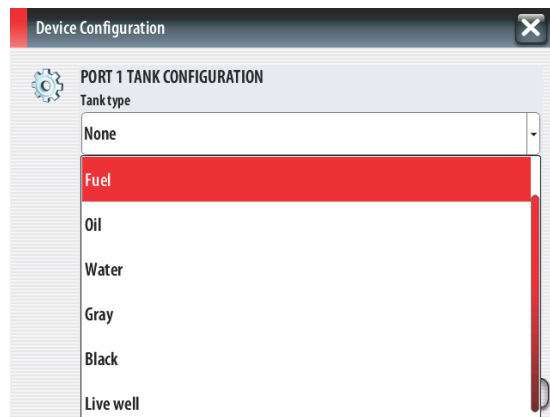 Device Configuration
PORT 1 TANK CONFIGURATION
Tank type
None
Fuel
Oil
Water
Gray
Black
Live well